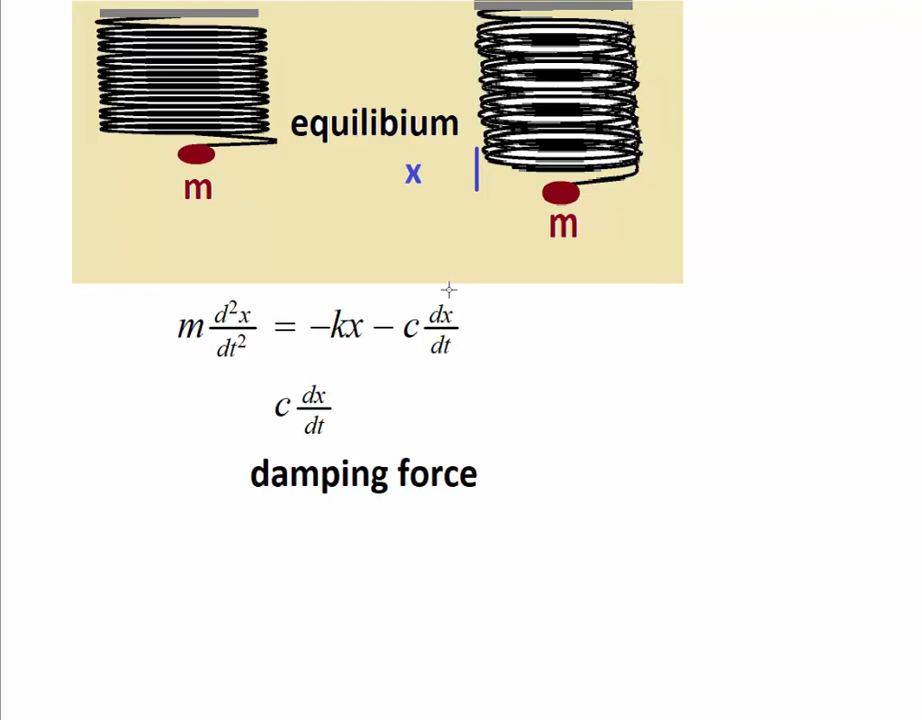 equilibium
x
m
m
m d²x/dt² = −kx − c dx/dt
c dx/dt
damping force